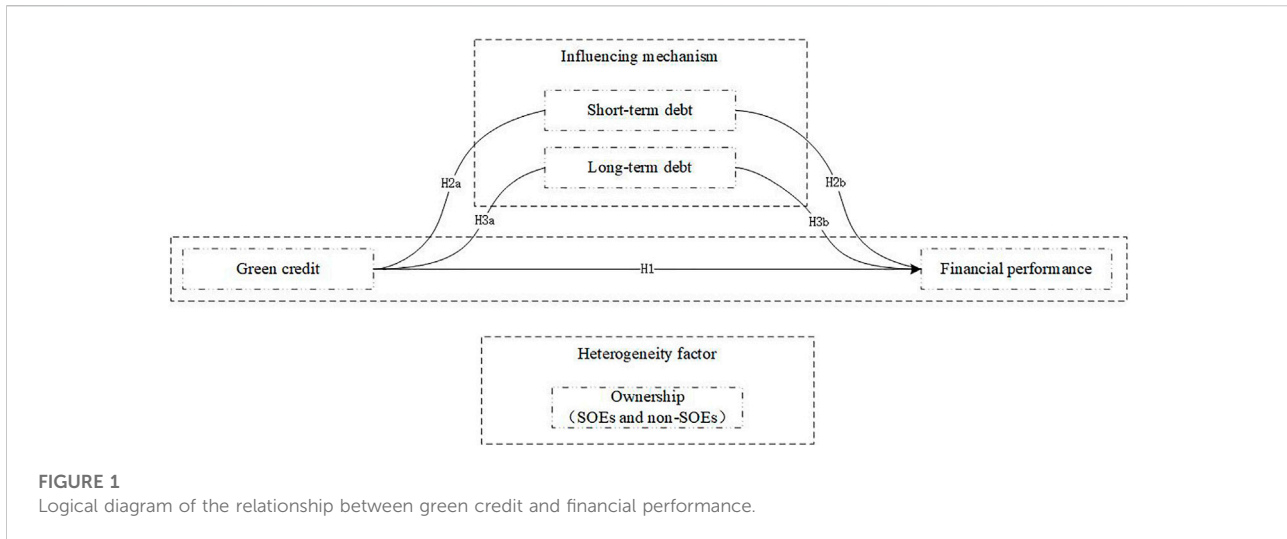 Influencing mechanism
Short-term debt
Long-term debt
H2a
H2b
H3a
H3b
Green credit
H1
Financial performance
Heterogeneity factor
Ownership
（SOEs and non-SOEs）
FIGURE 1
Logical diagram of the relationship between green credit and financial performance.